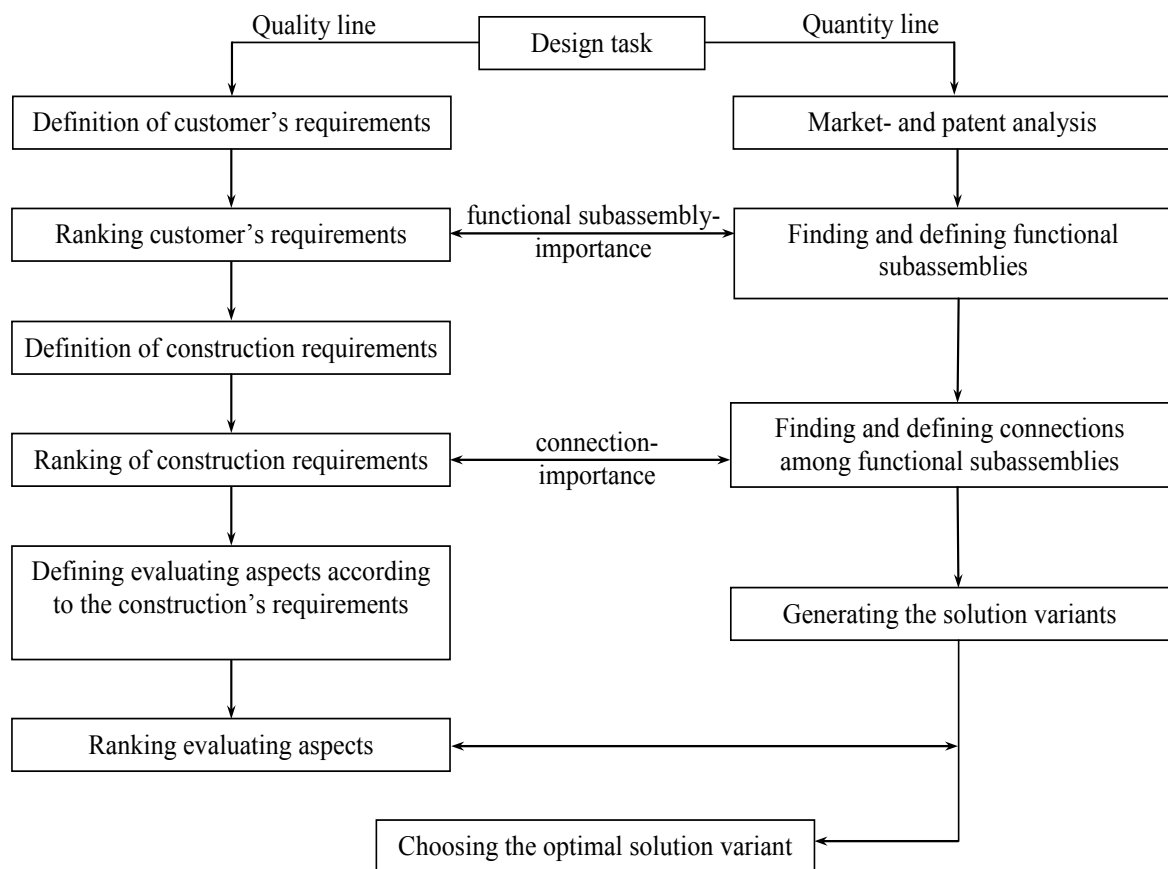 Quality line
Design task
Quantity line
Definition of customer's requirements
Market- and patent analysis
Ranking customer's requirements
functional subassembly-
importance
Finding and defining functional
subassemblies
Definition of construction requirements
Ranking of construction requirements
connection-
importance
Finding and defining connections
among functional subassemblies
Defining evaluating aspects according
to the construction's requirements
Generating the solution variants
Ranking evaluating aspects
Choosing the optimal solution variant